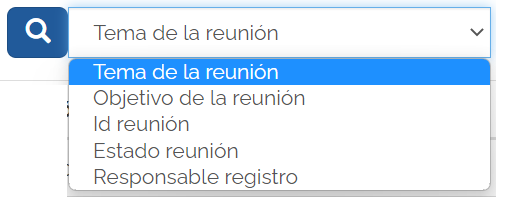 Tema de la reunión
Tema de la reunión
Objetivo de la reunión
Id reunión
Estado reunión
Responsable registro